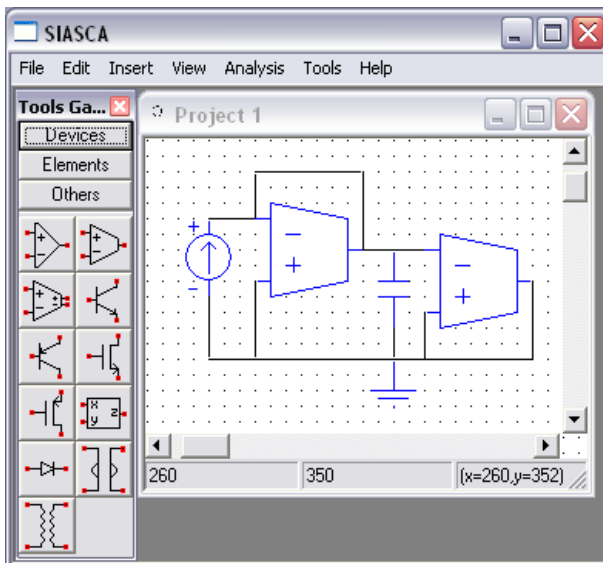 SIASCA
File Edit Insert View Analysis Tools Help
Tools Ga...
Devices
Elements
Others
+
-
+
-
+
-
+
-
x
y
z
Project 1
+
-
-
+
-
+
260 350 (x=260,y=352)